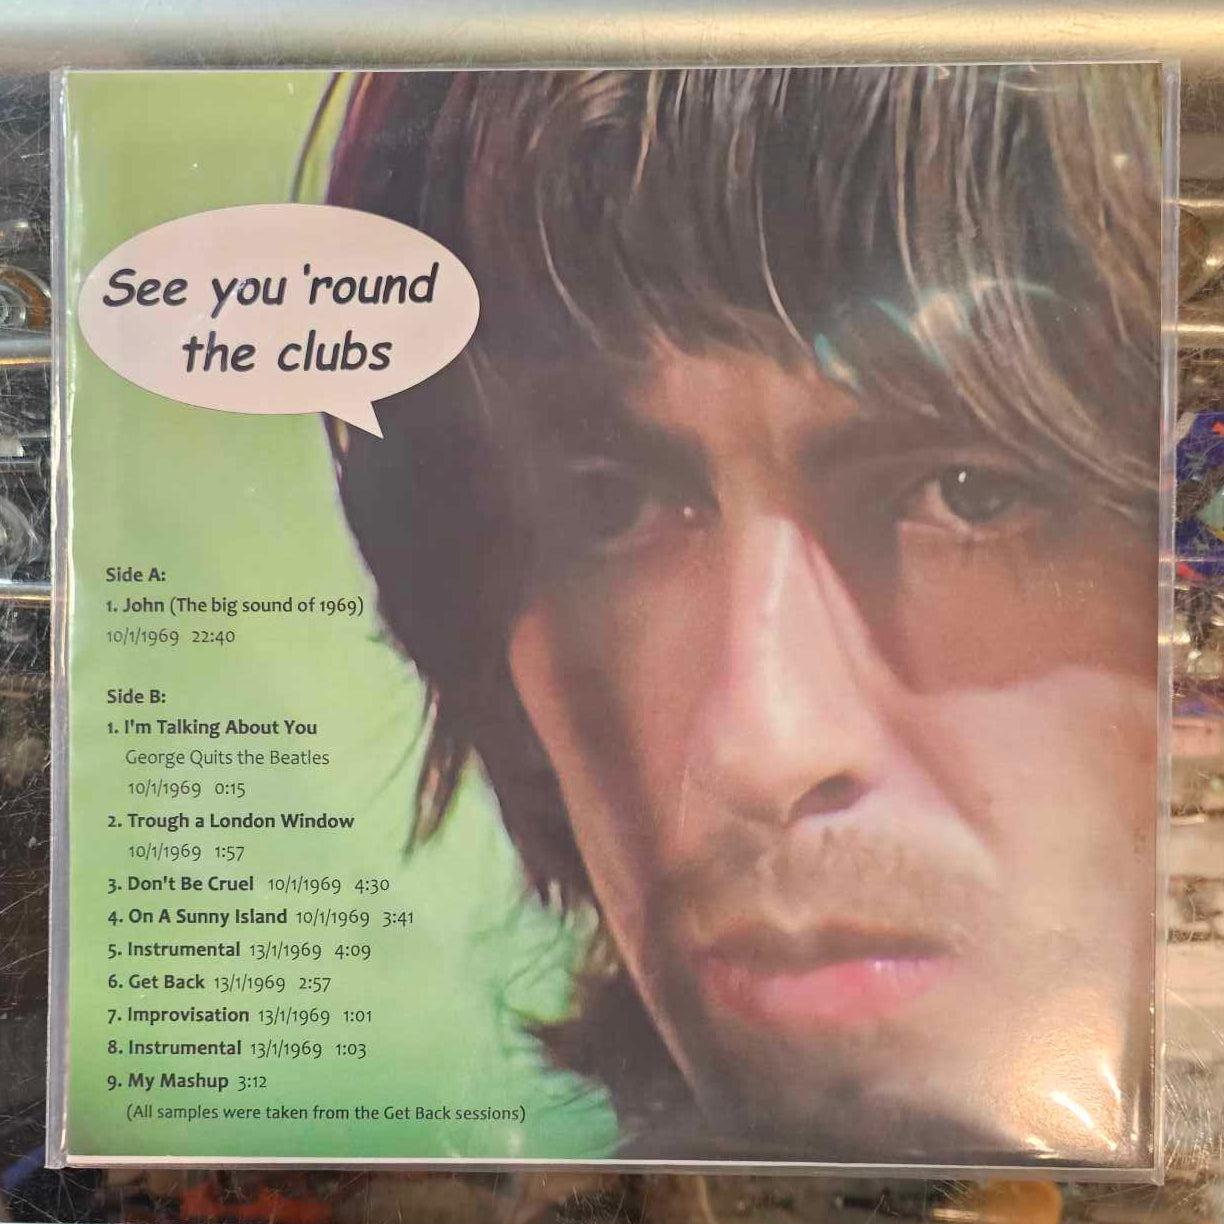 See you 'round
the clubs
Side A:
1. John (The big sound of 1969)
10/1/1969 22:40
Side B:
1. I'm Talking About You
George Quits the Beatles
10/1/1969 0:15
2. Trough a London Window
10/1/1969 1:57
3. Don't Be Cruel 10/1/1969 4:30
4. On A Sunny Island 10/1/1969 3:41
5. Instrumental 13/1/1969 4:09
6. Get Back 13/1/1969 2:57
7. Improvisation 13/1/1969 1:01
8. Instrumental 13/1/1969 1:03
9. My Mashup 3:12
(All samples were taken from the Get Back sessions)